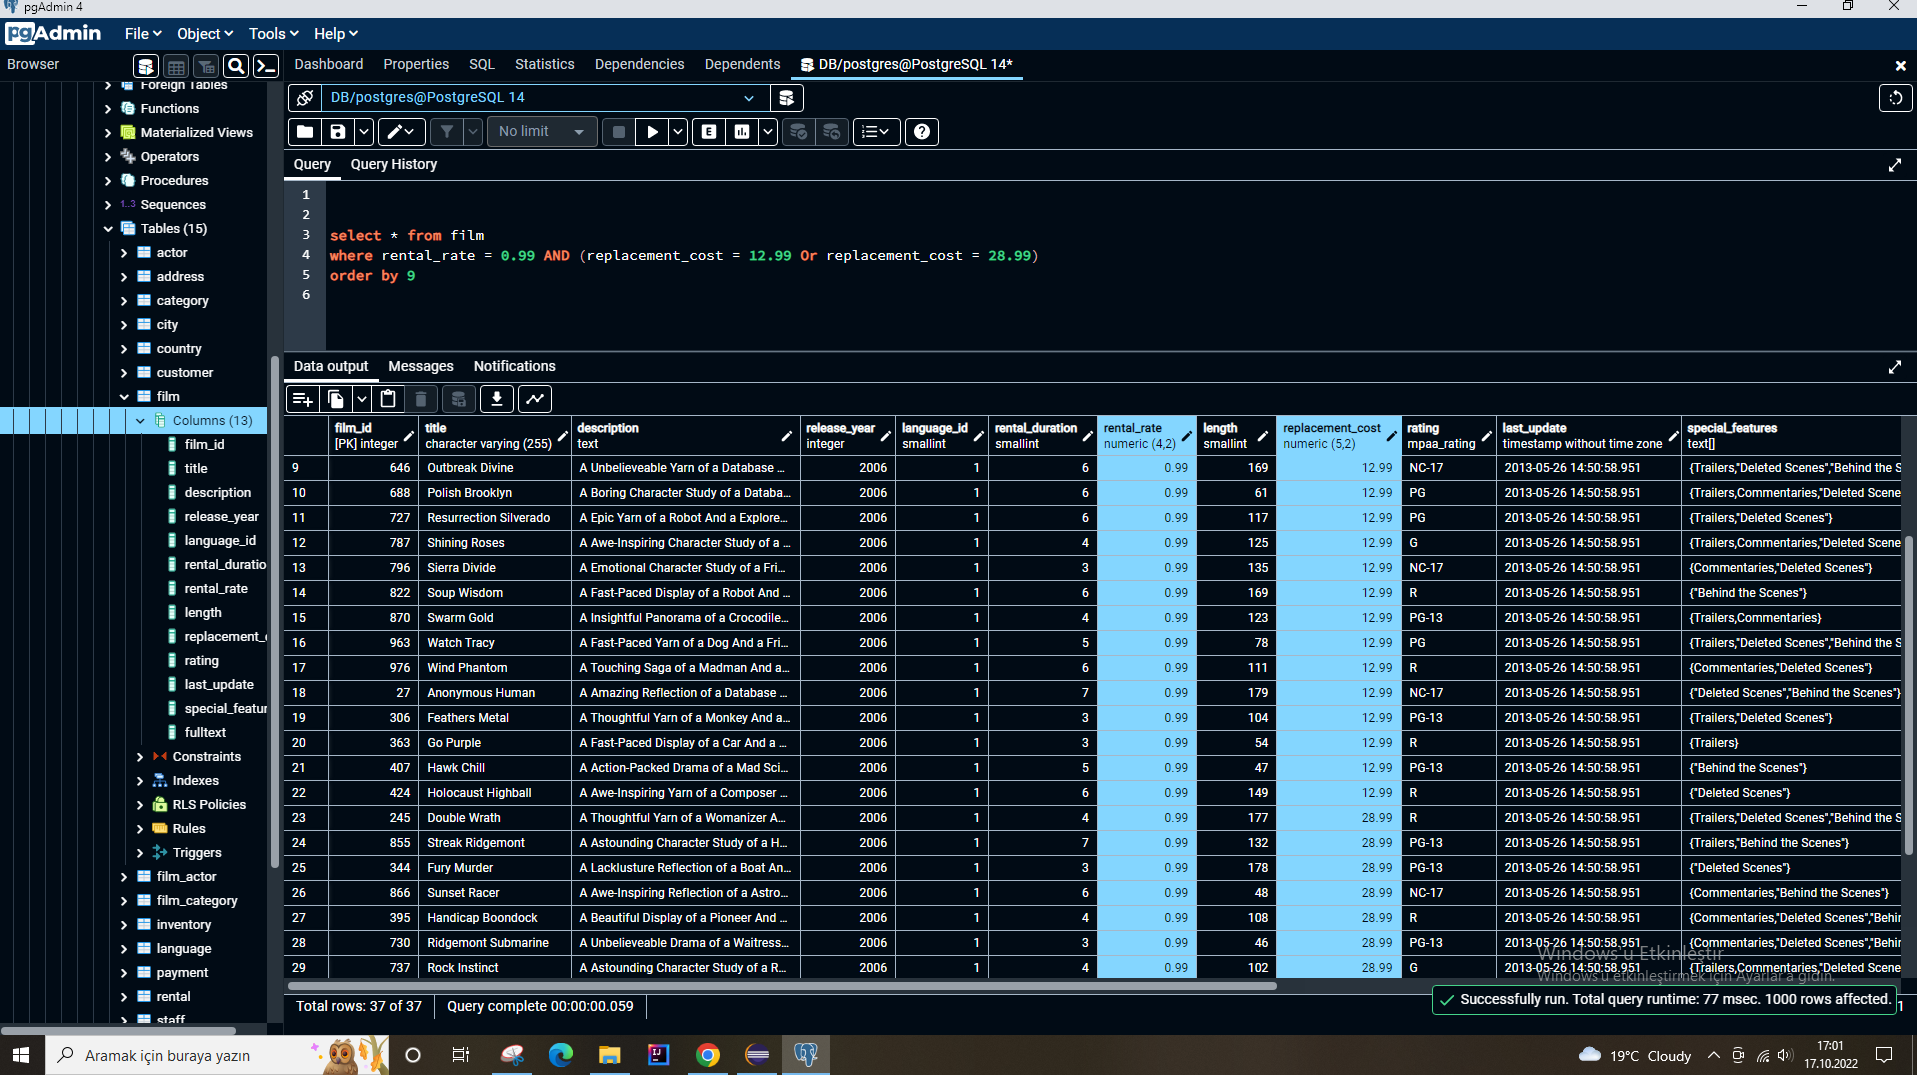 pgAdmin 4
pgAdmin File Object Tools Help
Browser Dashboard Properties SQL Statistics Dependencies Dependents DB/postgres@PostgreSQL 14*
DB/postgres@PostgreSQL 14
No limit
Query Query History
1
2
3 select * from film
4 where rental_rate = 0.99 AND (replacement_cost = 12.99 Or replacement_cost = 28.99)
5 order by 9
6
Foreign Tables
Functions
Materialized Views
Operators
Procedures
1..3 Sequences
Tables (15)
actor
address
category
city
country
customer
film
Columns (13)
film_id
title
description
release_year
language_id
rental_duratio
rental_rate
length
replacement_
rating
last_update
special_featur
fulltext
Constraints
Indexes
RLS Policies
Rules
Triggers
film_actor
film_category
inventory
language
payment
rental
staff
Data output Messages Notifications
film_id title description release_year language_id rental_duration rental_rate length replacement_cost rating last_update special_features
[PK] integer character varying (255) text integer smallint smallint numeric (4,2) smallint numeric (5,2) mpaa_rating timestamp without time zone text[]
9 646 Outbreak Divine A Unbelieveable Yarn of a Database ... 2006 1 6 0.99 169 12.99 NC-17 2013-05-26 14:50:58.951 {Trailers,"Deleted Scenes","Behind the S
10 688 Polish Brooklyn A Boring Character Study of a Databa... 2006 1 6 0.99 61 12.99 PG 2013-05-26 14:50:58.951 {Trailers,Commentaries,"Deleted Scene
11 727 Resurrection Silverado A Epic Yarn of a Robot And a Explore... 2006 1 6 0.99 117 12.99 PG 2013-05-26 14:50:58.951 {Trailers,"Deleted Scenes"}
12 787 Shining Roses A Awe-Inspiring Character Study of a ... 2006 1 4 0.99 125 12.99 G 2013-05-26 14:50:58.951 {Trailers,Commentaries,"Deleted Scene
13 796 Sierra Divide A Emotional Character Study of a Fri... 2006 1 3 0.99 135 12.99 NC-17 2013-05-26 14:50:58.951 {Commentaries,"Deleted Scenes"}
14 822 Soup Wisdom A Fast-Paced Display of a Robot And ... 2006 1 6 0.99 169 12.99 R 2013-05-26 14:50:58.951 {"Behind the Scenes"}
15 870 Swarm Gold A Insightful Panorama of a Crocodile... 2006 1 4 0.99 123 12.99 PG-13 2013-05-26 14:50:58.951 {Trailers,Commentaries}
16 963 Watch Tracy A Fast-Paced Yarn of a Dog And a Fri... 2006 1 5 0.99 78 12.99 PG 2013-05-26 14:50:58.951 {Trailers,"Deleted Scenes","Behind the S
17 976 Wind Phantom A Touching Saga of a Madman And a... 2006 1 6 0.99 111 12.99 R 2013-05-26 14:50:58.951 {Commentaries,"Deleted Scenes"}
18 27 Anonymous Human A Amazing Reflection of a Database ... 2006 1 7 0.99 179 12.99 NC-17 2013-05-26 14:50:58.951 {"Deleted Scenes","Behind the Scenes"}
19 306 Feathers Metal A Thoughtful Yarn of a Monkey And a... 2006 1 3 0.99 104 12.99 PG-13 2013-05-26 14:50:58.951 {Trailers,"Deleted Scenes"}
20 363 Go Purple A Fast-Paced Display of a Car And a ... 2006 1 3 0.99 54 12.99 R 2013-05-26 14:50:58.951 {Trailers}
21 407 Hawk Chill A Action-Packed Drama of a Mad Sci... 2006 1 5 0.99 47 12.99 PG-13 2013-05-26 14:50:58.951 {"Behind the Scenes"}
22 424 Holocaust Highball A Awe-Inspiring Yarn of a Composer ... 2006 1 6 0.99 149 12.99 R 2013-05-26 14:50:58.951 {"Deleted Scenes"}
23 245 Double Wrath A Thoughtful Yarn of a Womanizer A... 2006 1 4 0.99 177 28.99 R 2013-05-26 14:50:58.951 {Trailers,"Deleted Scenes","Behind the S
24 855 Streak Ridgemont A Astounding Character Study of a H... 2006 1 7 0.99 132 28.99 PG-13 2013-05-26 14:50:58.951 {Trailers,"Behind the Scenes"}
25 344 Fury Murder A Lacklusture Reflection of a Boat An... 2006 1 3 0.99 178 28.99 PG-13 2013-05-26 14:50:58.951 {"Deleted Scenes"}
26 866 Sunset Racer A Awe-Inspiring Reflection of a Astro... 2006 1 6 0.99 48 28.99 NC-17 2013-05-26 14:50:58.951 {Commentaries,"Behind the Scenes"}
27 395 Handicap Boondock A Beautiful Display of a Pioneer And ... 2006 1 4 0.99 108 28.99 R 2013-05-26 14:50:58.951 {Commentaries,"Deleted Scenes","Behin
28 730 Ridgemont Submarine A Unbelieveable Drama of a Waitress... 2006 1 3 0.99 46 28.99 PG-13 2013-05-26 14:50:58.951 {Commentaries,"Deleted Scenes","Behin
29 737 Rock Instinct A Astounding Character Study of a R... 2006 1 4 0.99 102 28.99 G 2013-05-26 14:50:58.951 {Trailers,Commentaries,"Deleted Scene
Windows'u Etkinleştir
Windows'u etkinleştirmek için Ayarlar'a gidin.
Total rows: 37 of 37 Query complete 00:00:00.059
Successfully run. Total query runtime: 77 msec. 1000 rows affected.
Aramak için buraya yazın
19°C Cloudy
17:01
17.10.2022